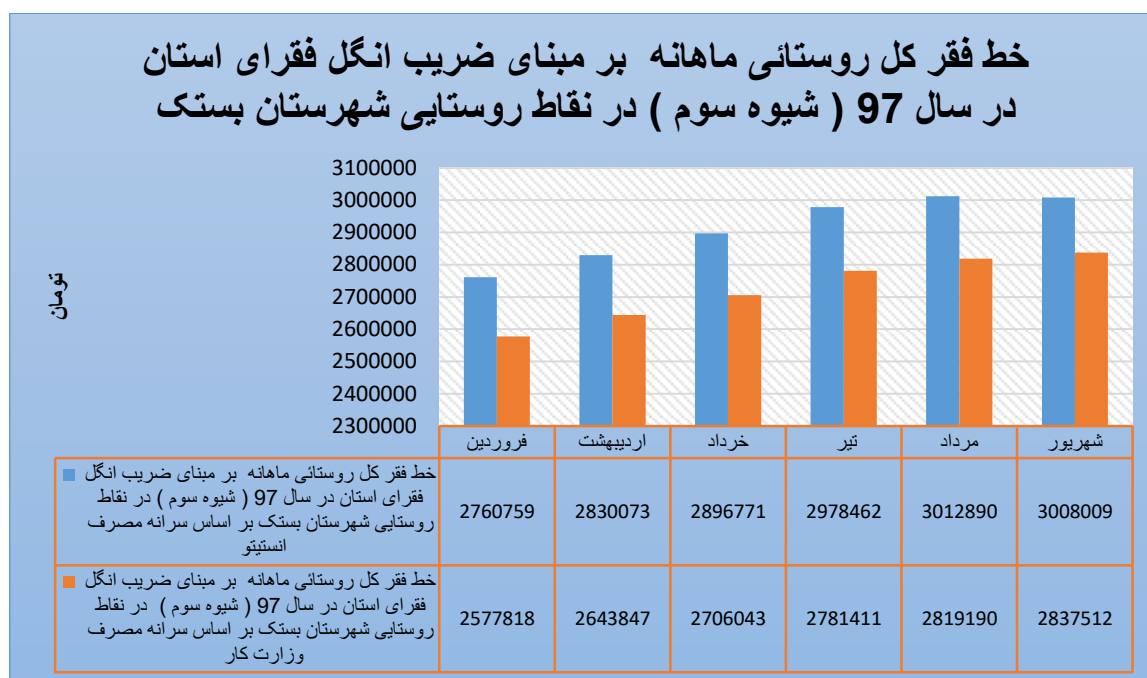 خط فقر کل روستائی ماهانه بر مبنای ضریب انگل فقرای استان
در سال 97 ( شیوه سوم ) در نقاط روستایی شهرستان بستک
تومان
3100000
3000000
2900000
2800000
2700000
2600000
2500000
2400000
2300000
فروردین اردیبهشت خرداد تیر مرداد شهریور
خط فقر کل روستائی ماهانه بر مبنای ضریب انگل
فقرای استان در سال 97 ( شیوه سوم ) در نقاط
روستایی شهرستان بستک بر اساس سرانه مصرف
انستیتو
2760759 2830073 2896771 2978462 3012890 3008009
خط فقر کل روستائی ماهانه بر مبنای ضریب انگل
فقرای استان در سال 97 ( شیوه سوم ) در نقاط
روستایی شهرستان بستک بر اساس سرانه مصرف
وزارت کار
2577818 2643847 2706043 2781411 2819190 2837512